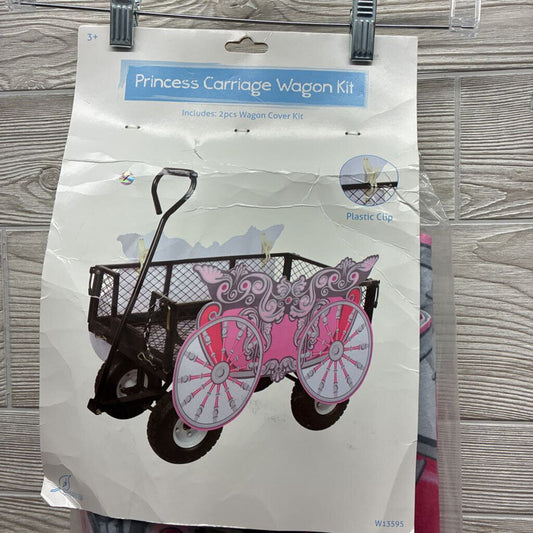 3+
Princess Carriage Wagon Kit
Includes: 2pcs Wagon Cover Kit
Plastic Clip
W13595